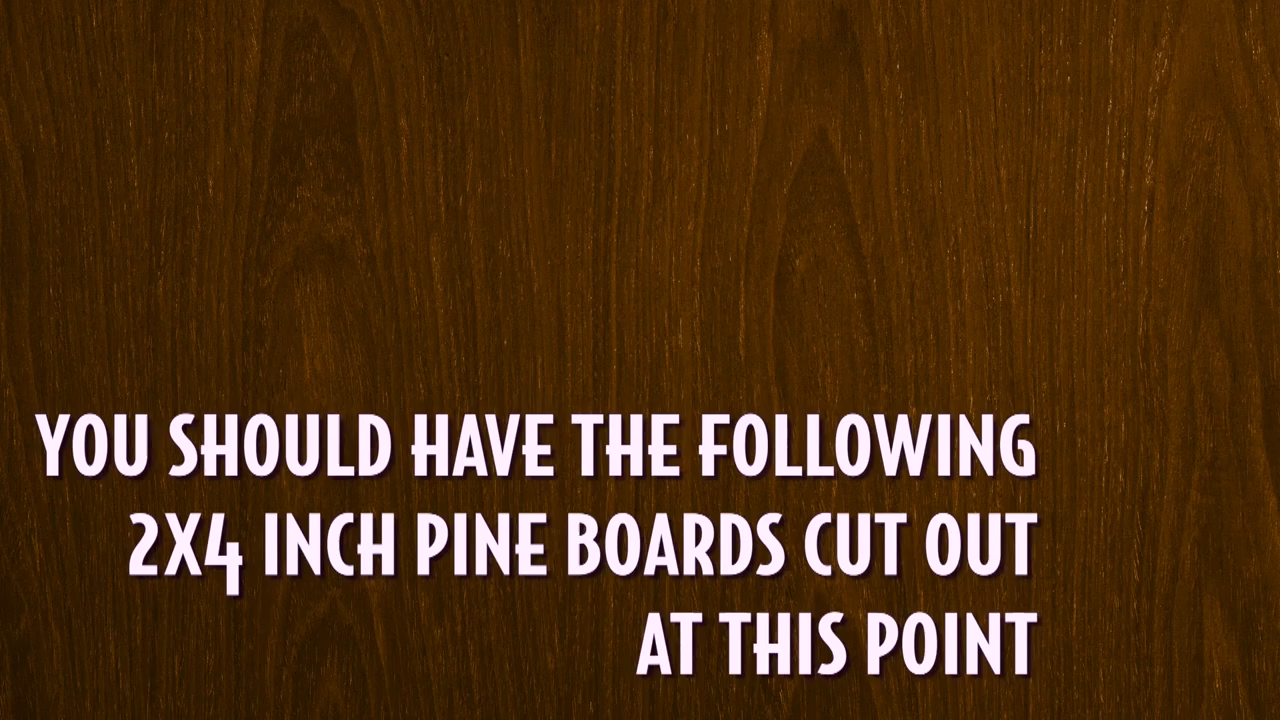 YOU SHOULD HAVE THE FOLLOWING
2X4 INCH PINE BOARDS CUT OUT
AT THIS POINT